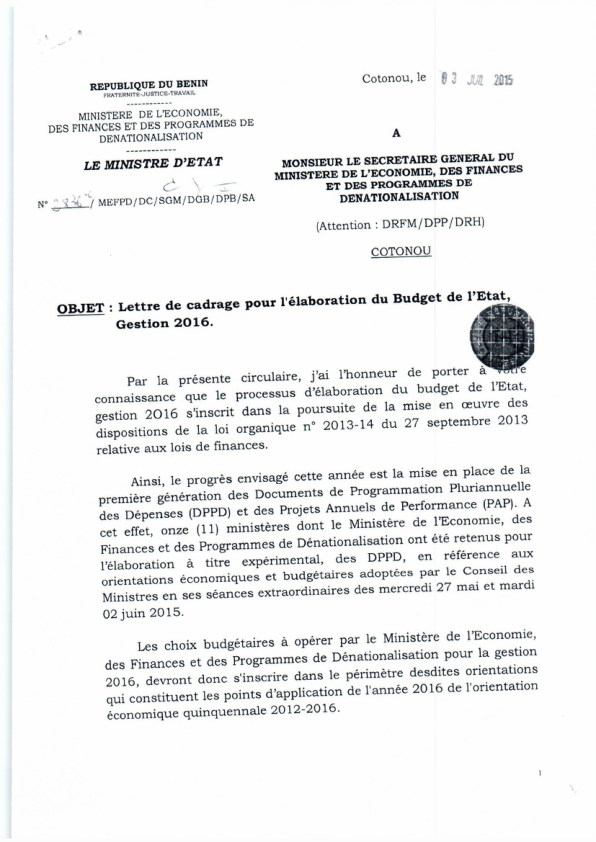 Cotonou, le 03 JUIL 2015
REPUBLIQUE DU BENIN
FRATERNITE-JUSTICE-TRAVAIL
------------
MINISTERE DE L'ECONOMIE,
DES FINANCES ET DES PROGRAMMES DE
DENATIONALISATION
------------
LE MINISTRE D'ETAT
N° / MEFPD/DC/SGM/DGB/DPB/SA
A
MONSIEUR LE SECRETAIRE GENERAL DU
MINISTERE DE L'ECONOMIE, DES FINANCES
ET DES PROGRAMMES DE
DENATIONALISATION
(Attention : DRFM/DPP/DRH)
COTONOU
OBJET : Lettre de cadrage pour l'élaboration du Budget de l'Etat,
Gestion 2016.
Par la présente circulaire, j'ai l'honneur de porter à votre
connaissance que le processus d'élaboration du budget de l'Etat,
gestion 2O16 s'inscrit dans la poursuite de la mise en œuvre des
dispositions de la loi organique n° 2013-14 du 27 septembre 2013
relative aux lois de finances.
Ainsi, le progrès envisagé cette année est la mise en place de la
première génération des Documents de Programmation Pluriannuelle
des Dépenses (DPPD) et des Projets Annuels de Performance (PAP). A
cet effet, onze (11) ministères dont le Ministère de l'Economie, des
Finances et des Programmes de Dénationalisation ont été retenus pour
l'élaboration à titre expérimental, des DPPD, en référence aux
orientations économiques et budgétaires adoptées par le Conseil des
Ministres en ses séances extraordinaires des mercredi 27 mai et mardi
02 juin 2015.
Les choix budgétaires à opérer par le Ministère de l'Economie,
des Finances et des Programmes de Dénationalisation pour la gestion
2016, devront donc s'inscrire dans le périmètre desdites orientations
qui constituent les points d'application de l'année 2016 de l'orientation
économique quinquennale 2012-2016.
1